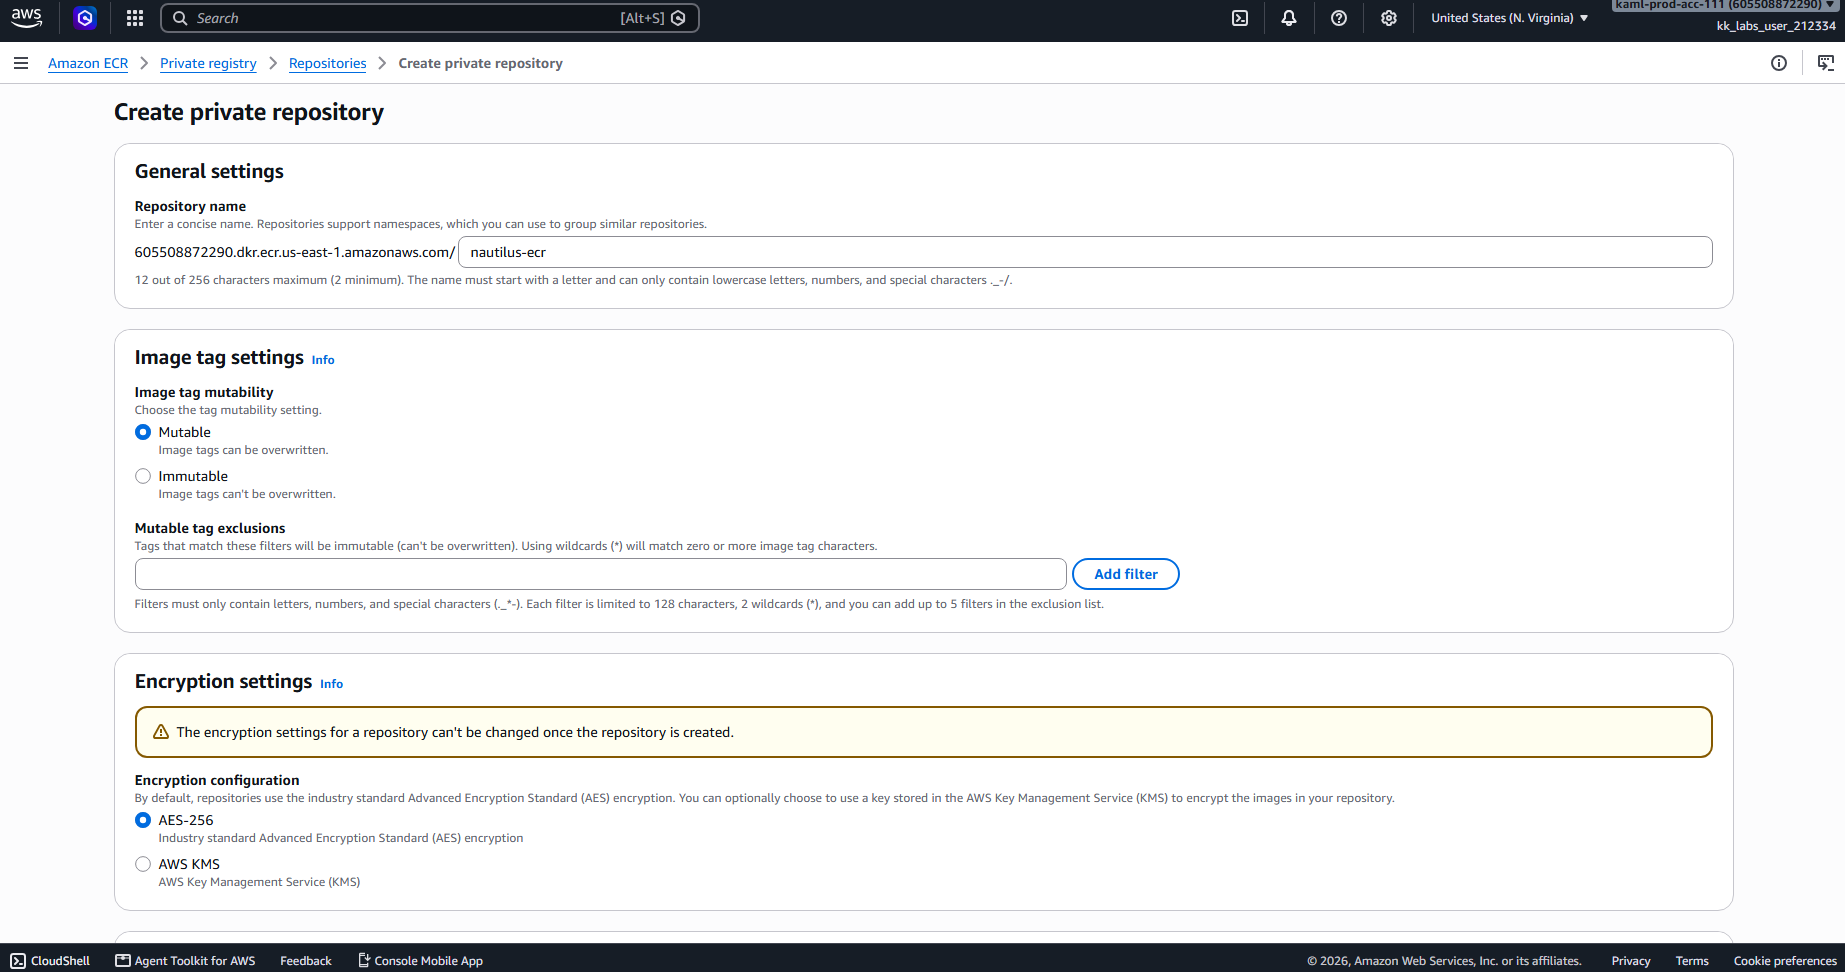 aws
Search
[Alt+S]
United States (N. Virginia) ▼
kaml-prod-acc-111 (605508872290) ▼
kk_labs_user_212334
Amazon ECR > Private registry > Repositories > Create private repository
Create private repository
General settings
Repository name
Enter a concise name. Repositories support namespaces, which you can use to group similar repositories.
605508872290.dkr.ecr.us-east-1.amazonaws.com/ nautilus-ecr
12 out of 256 characters maximum (2 minimum). The name must start with a letter and can only contain lowercase letters, numbers, and special characters ._-/.
Image tag settings Info
Image tag mutability
Choose the tag mutability setting.
Mutable
Image tags can be overwritten.
Immutable
Image tags can't be overwritten.
Mutable tag exclusions
Tags that match these filters will be immutable (can't be overwritten). Using wildcards (*) will match zero or more image tag characters.
Add filter
Filters must only contain letters, numbers, and special characters (._*-). Each filter is limited to 128 characters, 2 wildcards (*), and you can add up to 5 filters in the exclusion list.
Encryption settings Info
The encryption settings for a repository can't be changed once the repository is created.
Encryption configuration
By default, repositories use the industry standard Advanced Encryption Standard (AES) encryption. You can optionally choose to use a key stored in the AWS Key Management Service (KMS) to encrypt the images in your repository.
AES-256
Industry standard Advanced Encryption Standard (AES) encryption
AWS KMS
AWS Key Management Service (KMS)
CloudShell Agent Toolkit for AWS Feedback Console Mobile App © 2026, Amazon Web Services, Inc. or its affiliates. Privacy Terms Cookie preferences